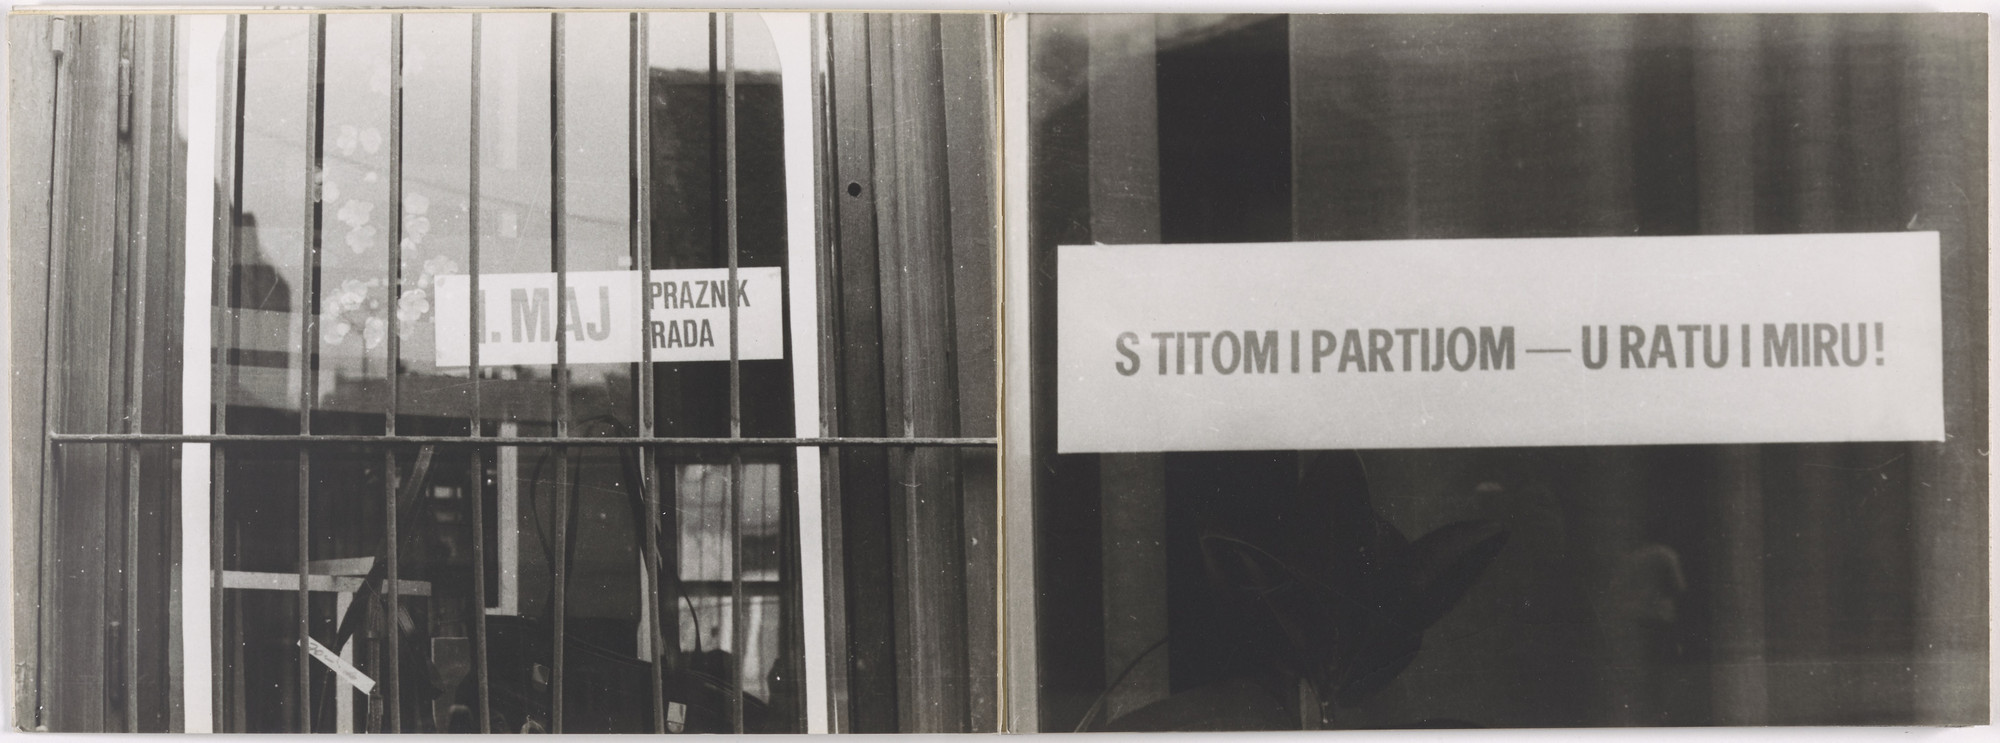 1. MAJ
PRAZNIK
RADA
S TITOM I PARTIJOM — U RATU I MIRU!